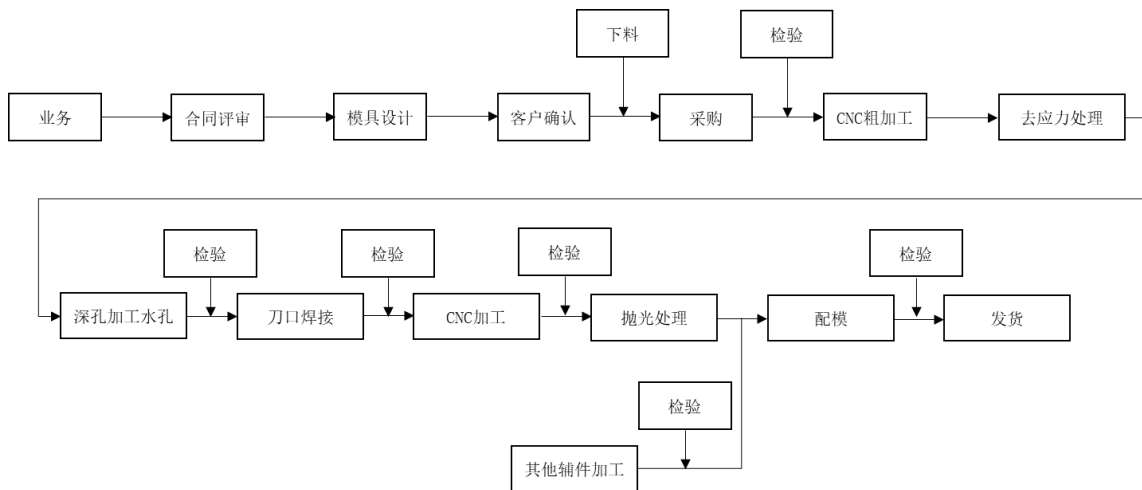 下料
检验
业务
合同评审
模具设计
客户确认
采购
CNC粗加工
去应力处理
检验
检验
检验
检验
深孔加工水孔
刀口焊接
CNC加工
抛光处理
配模
发货
检验
其他辅件加工